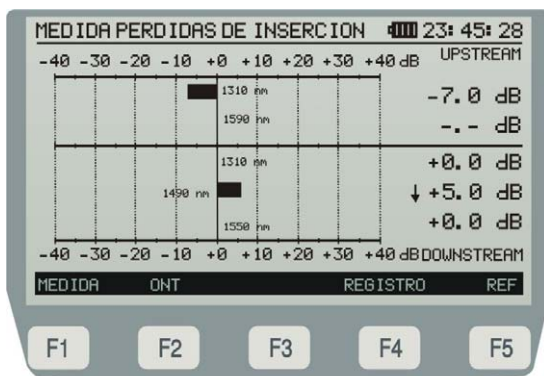 MEDIDA PERDIDAS DE INSERCION 23:45:28
-40 -30 -20 -10 +0 +10 +20 +30 +40 dB UPSTREAM
1310 nm -7.0 dB
1590 nm -.- dB
1310 nm +0.0 dB
1490 nm ↓ +5.0 dB
1550 nm +0.0 dB
-40 -30 -20 -10 +0 +10 +20 +30 +40 dB DOWNSTREAM
MEDIDA ONT REGISTRO REF
F1 F2 F3 F4 F5